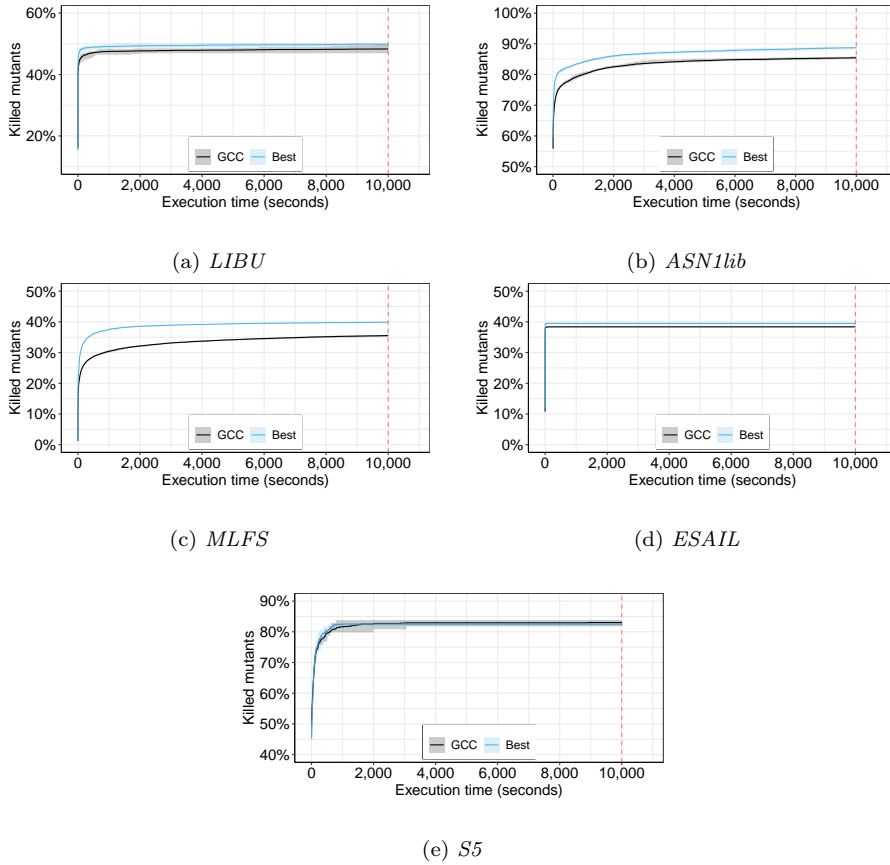 60%
40%
20%
Killed mutants
GCC Best
0 2,000 4,000 6,000 8,000 10,000
Execution time (seconds)
(a) LIBU
100%
90%
80%
70%
60%
50%
Killed mutants
GCC Best
0 2,000 4,000 6,000 8,000 10,000
Execution time (seconds)
(b) ASN1lib
50%
40%
30%
20%
10%
0%
Killed mutants
GCC Best
0 2,000 4,000 6,000 8,000 10,000
Execution time (seconds)
(c) MLFS
50%
40%
30%
20%
10%
0%
Killed mutants
GCC Best
0 2,000 4,000 6,000 8,000 10,000
Execution time (seconds)
(d) ESAIL
90%
80%
70%
60%
50%
40%
Killed mutants
GCC Best
0 2,000 4,000 6,000 8,000 10,000
Execution time (seconds)
(e) S5